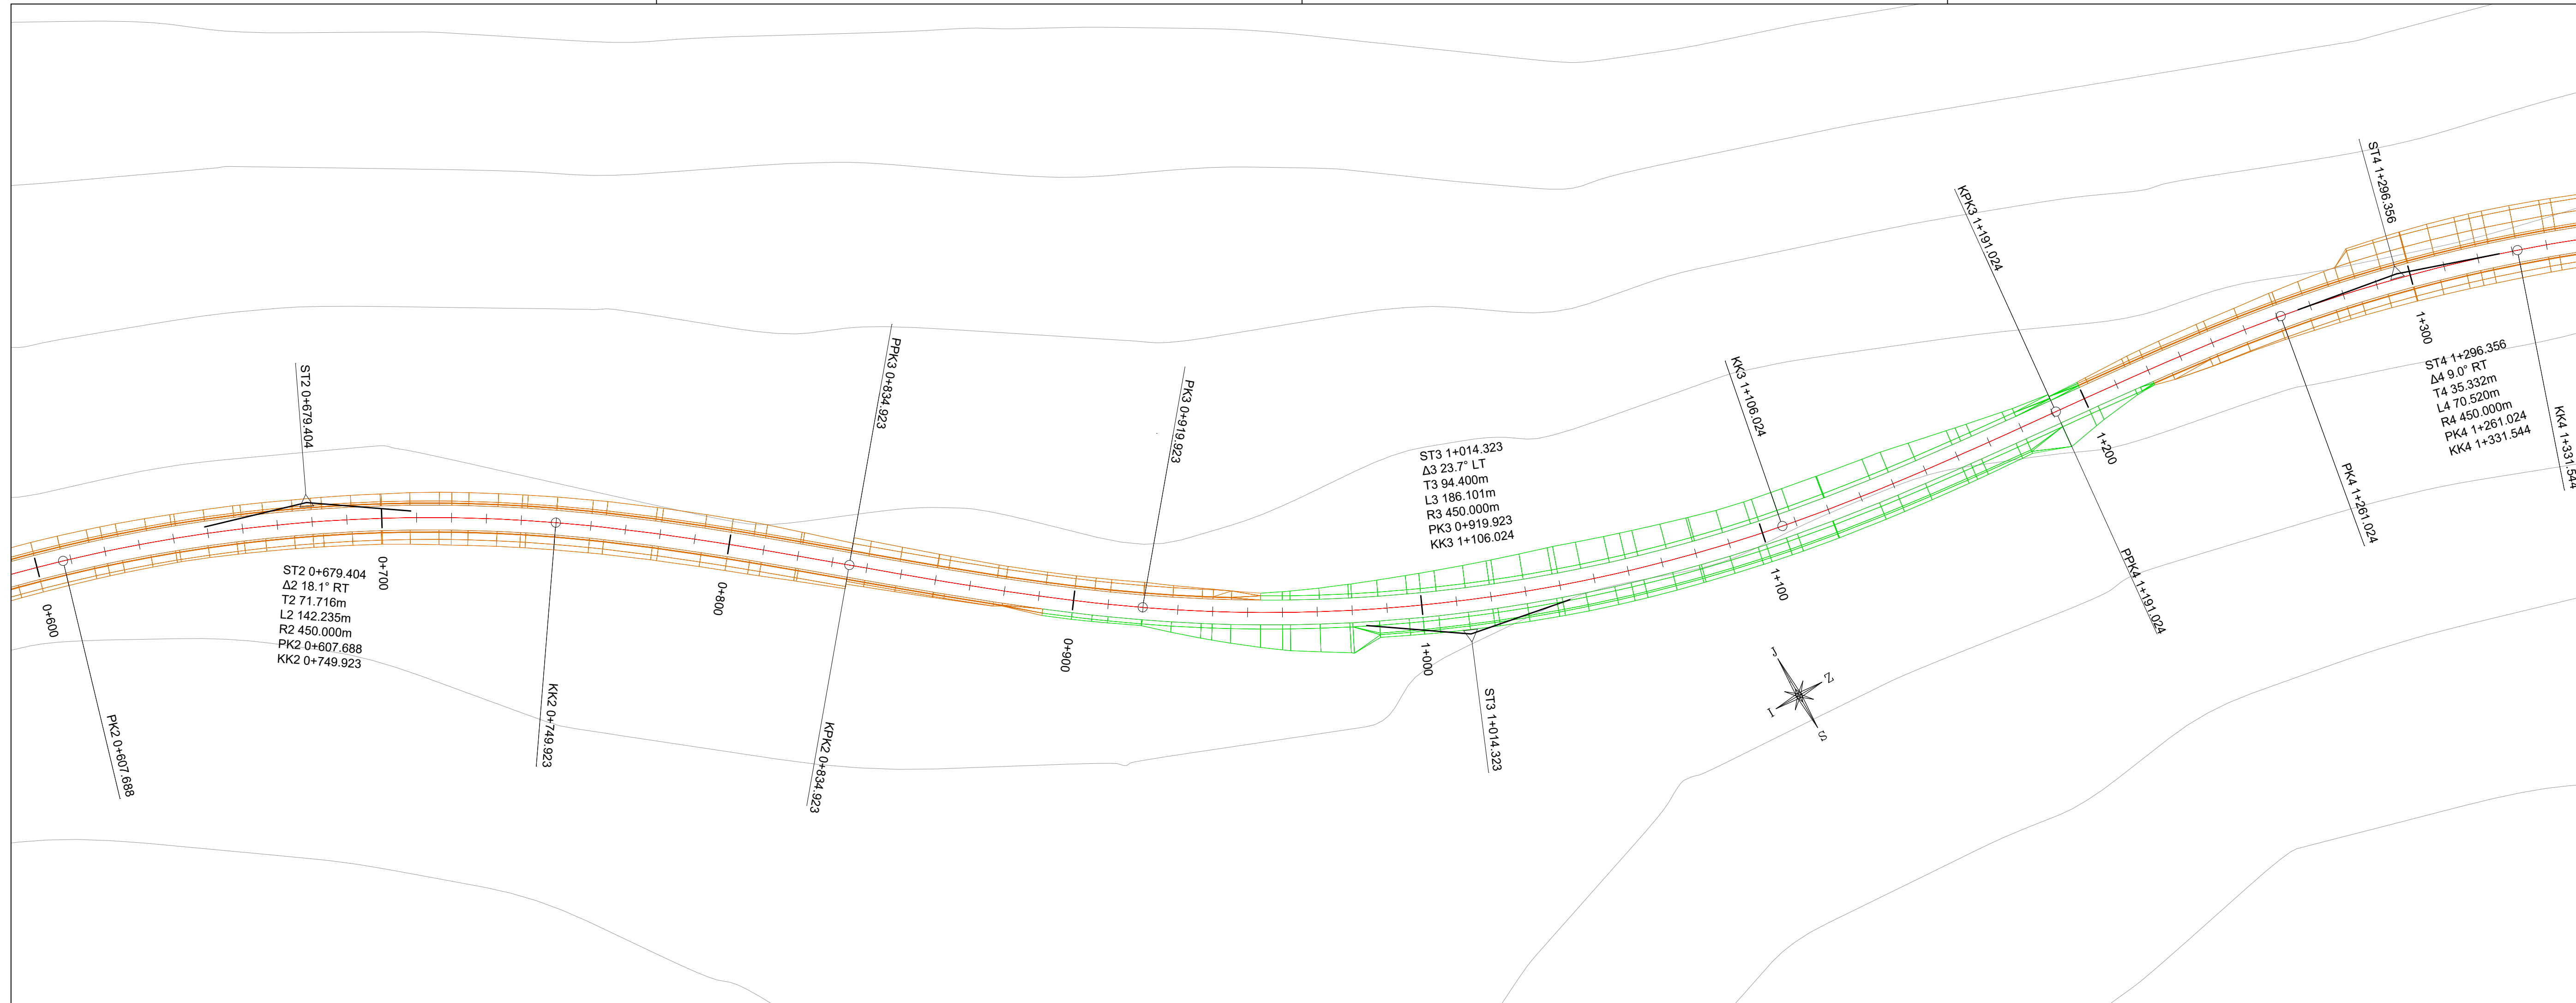 ST4 1+296.356
KPK3 1+191.024
PPK3 0+834.923
KK3 1+106.024
ST2 0+679.404
PK3 0+919.923
1+300
ST4 1+296.356
Δ4 9.0° RT
T4 35.332m
L4 70.520m
R4 450.000m
PK4 1+261.024
KK4 1+331.544
KK4 1+331.544
ST3 1+014.323
Δ3 23.7° LT
T3 94.400m
L3 186.101m
R3 450.000m
PK3 0+919.923
KK3 1+106.024
1+200
PK4 1+261.024
0+600
0+700
0+800
0+900
1+000
1+100
ST2 0+679.404
Δ2 18.1° RT
T2 71.716m
L2 142.235m
R2 450.000m
PK2 0+607.688
KK2 0+749.923
PPK4 1+191.024
PK2 0+607.688
KK2 0+749.923
KPK2 0+834.923
ST3 1+014.323
J
Z
I
S